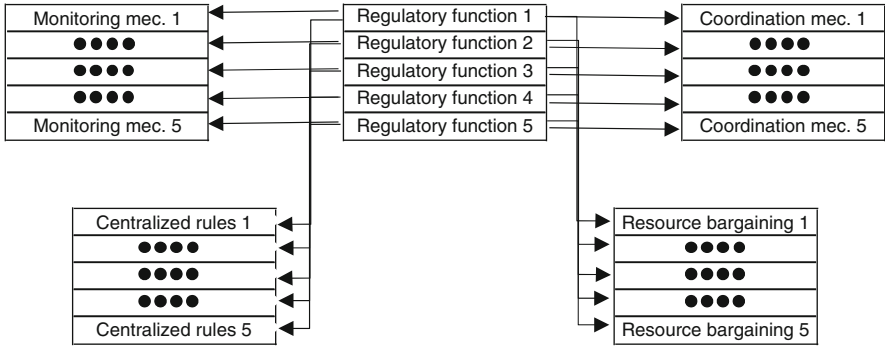 Monitoring mec. 1
Regulatory function 1
Coordination mec. 1
Regulatory function 2
Regulatory function 3
Regulatory function 4
Monitoring mec. 5
Regulatory function 5
Coordination mec. 5
Centralized rules 1
Resource bargaining 1
Centralized rules 5
Resource bargaining 5